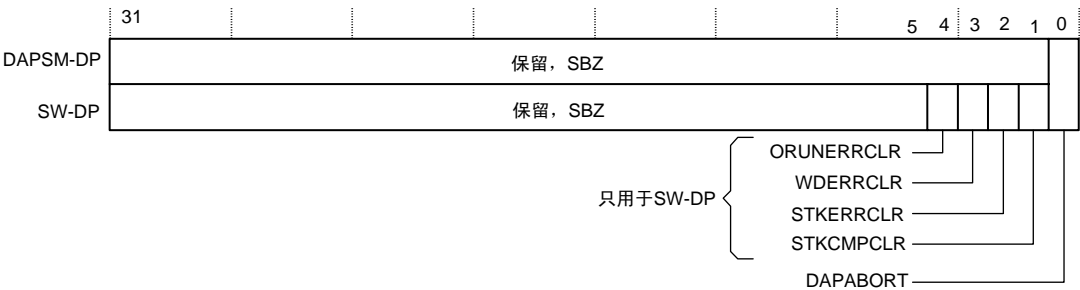 31 5 4 3 2 1 0
DAPSM-DP 保留，SBZ
SW-DP 保留，SBZ
ORUNERRCLR
WDERRCLR
只用于SW-DP
STKERRCLR
STKCMPCLR
DAPABORT